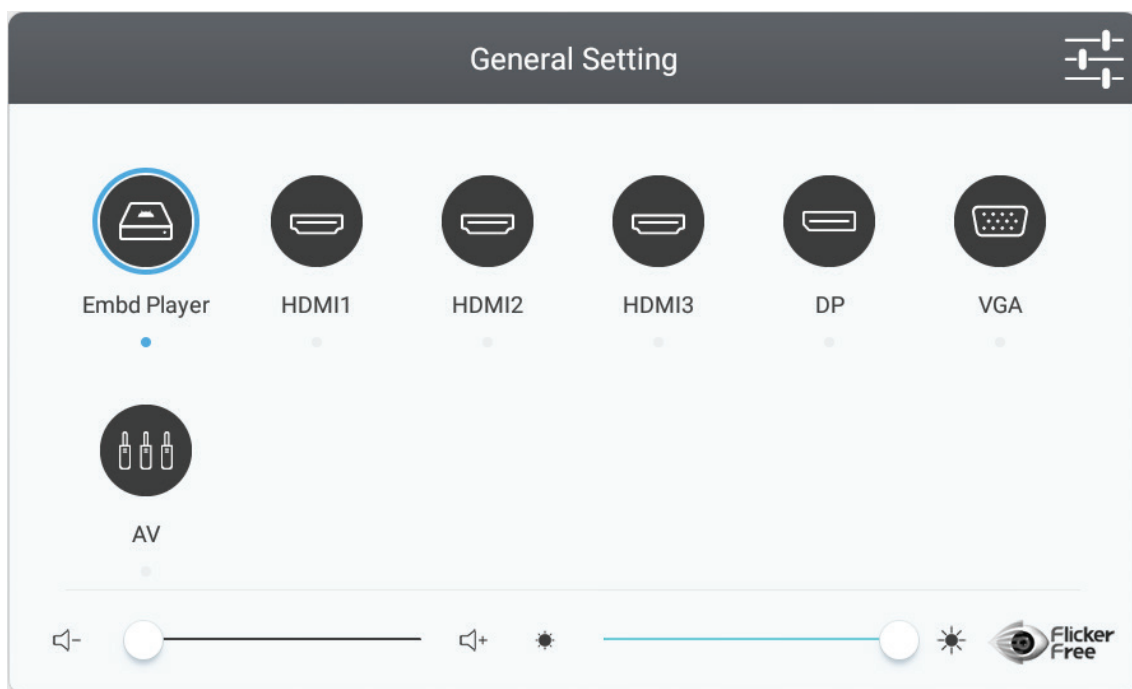 General Setting
Embd Player
HDMI1
HDMI2
HDMI3
DP
VGA
AV
Flicker
Free